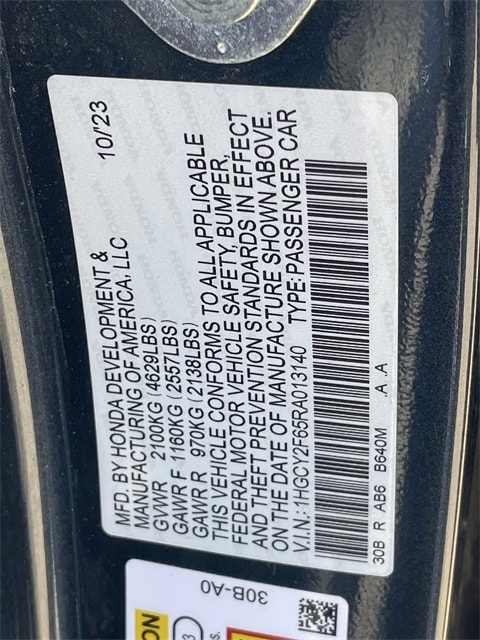 MFD. BY HONDA DEVELOPMENT & 10/'23
MANUFACTURING OF AMERICA. LLC
GVWR 2100KG (4629LBS)
GAWR F 1160KG (2557LBS)
GAWR R 970KG (2138LBS)
THIS VEHICLE CONFORMS TO ALL APPLICABLE
FEDERAL MOTOR VEHICLE SAFETY, BUMPER,
AND THEFT PREVENTION STANDARDS IN EFFECT
ON THE DATE OF MANUFACTURE SHOWN ABOVE.
V.I.N.: 1HGCY2F65RA013140 TYPE: PASSENGER CAR
30B R AB6 B640M .A .A
30B-A0
ON
3
s.